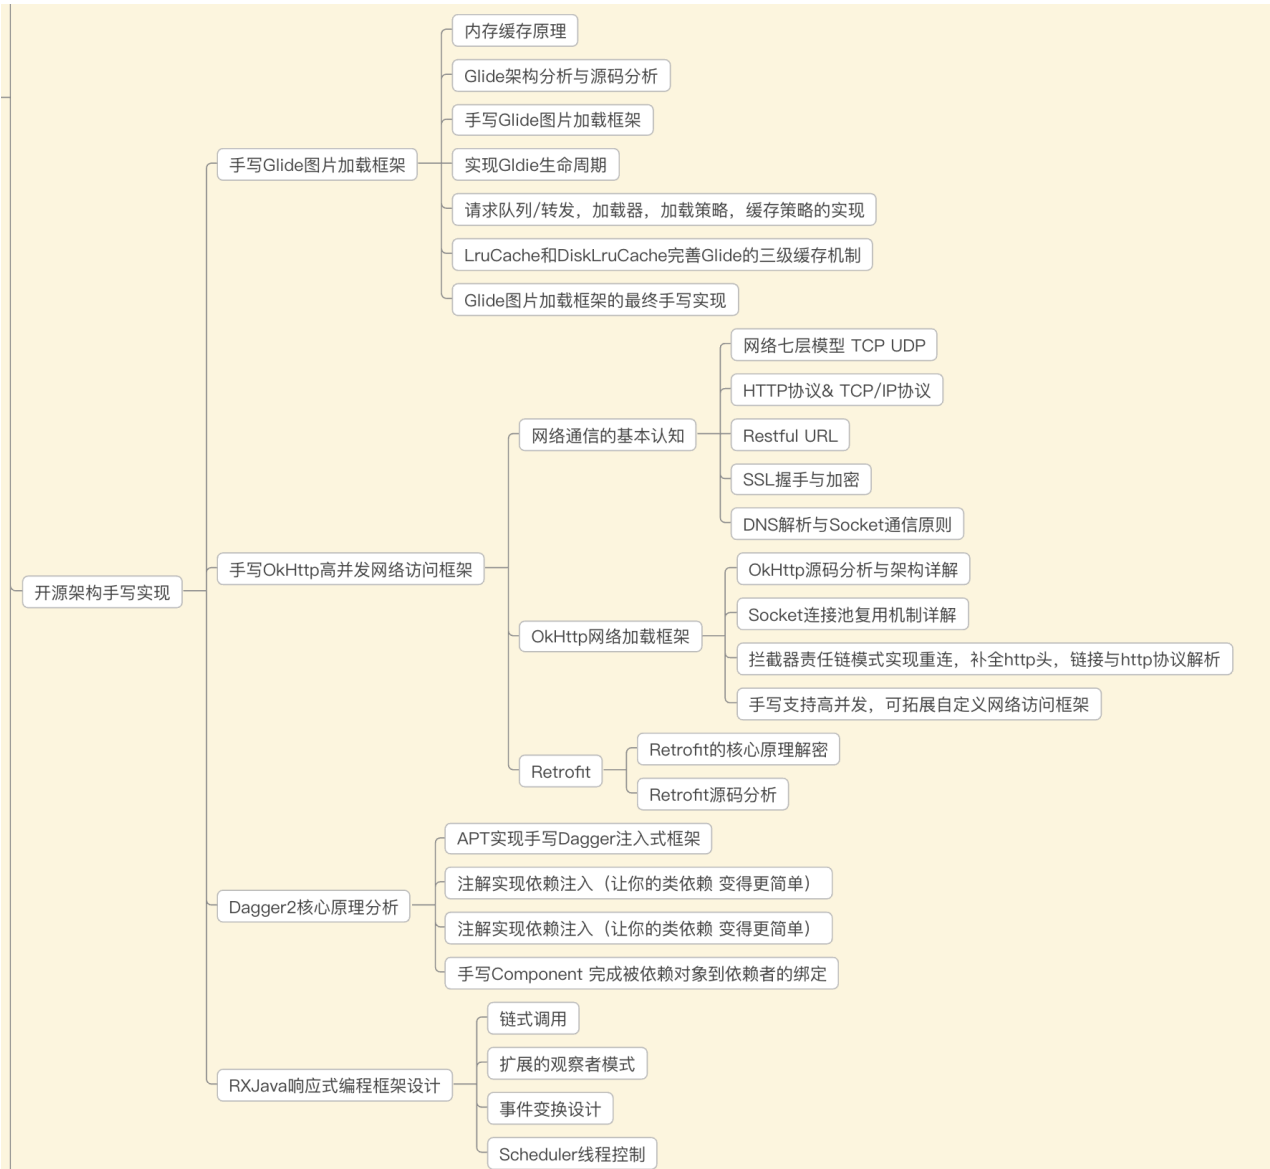 内存缓存原理
Glide架构分析与源码分析
手写Glide图片加载框架
手写Glide图片加载框架
实现Gldie生命周期
请求队列/转发，加载器，加载策略，缓存策略的实现
LruCache和DiskLruCache完善Glide的三级缓存机制
Glide图片加载框架的最终手写实现
网络七层模型 TCP UDP
HTTP协议& TCP/IP协议
网络通信的基本认知
Restful URL
SSL握手与加密
DNS解析与Socket通信原则
手写OkHttp高并发网络访问框架
OkHttp源码分析与架构详解
开源架构手写实现
Socket连接池复用机制详解
OkHttp网络加载框架
拦截器责任链模式实现重连，补全http头，链接与http协议解析
手写支持高并发，可拓展自定义网络访问框架
Retrofit的核心原理解密
Retrofit
Retrofit源码分析
APT实现手写Dagger注入式框架
注解实现依赖注入（让你的类依赖 变得更简单）
Dagger2核心原理分析
注解实现依赖注入（让你的类依赖 变得更简单）
手写Component 完成被依赖对象到依赖者的绑定
链式调用
扩展的观察者模式
RXJava响应式编程框架设计
事件变换设计
Scheduler线程控制